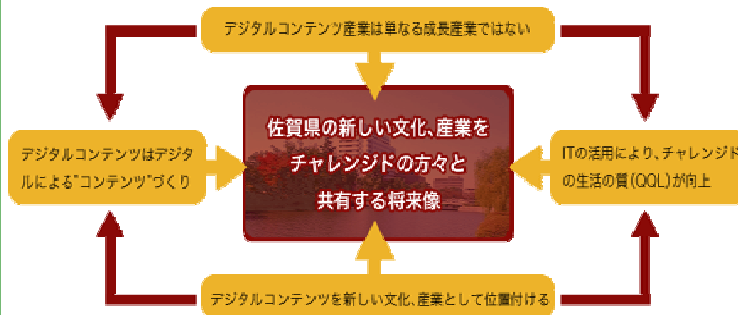 デジタルコンテンツ産業は単なる成長産業ではない
佐賀県の新しい文化、産業を
チャレンジドの方々と
共有する将来像
デジタルコンテンツはデジタ
ルによる"コンテンツ"づくり
ITの活用により、チャレンジド
の生活の質(QOL)が向上
デジタルコンテンツを新しい文化、産業として位置付ける